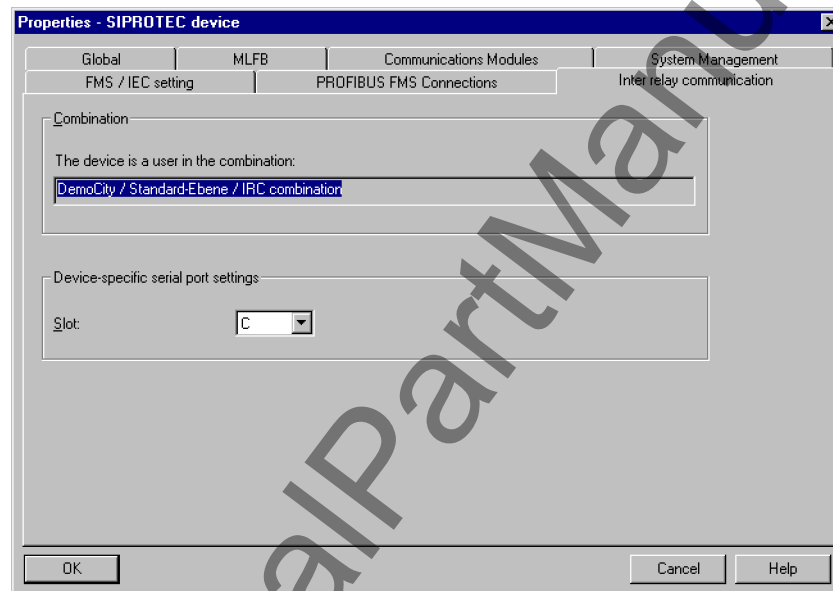 Properties - SIPROTEC device
Global MLFB Communications Modules System Management
FMS / IEC setting PROFIBUS FMS Connections Inter relay communication
Combination
The device is a user in the combination:
DemoCity / Standard-Ebene / IRC combination
Device-specific serial port settings
Slot: C
OK Cancel Help
alPartManu